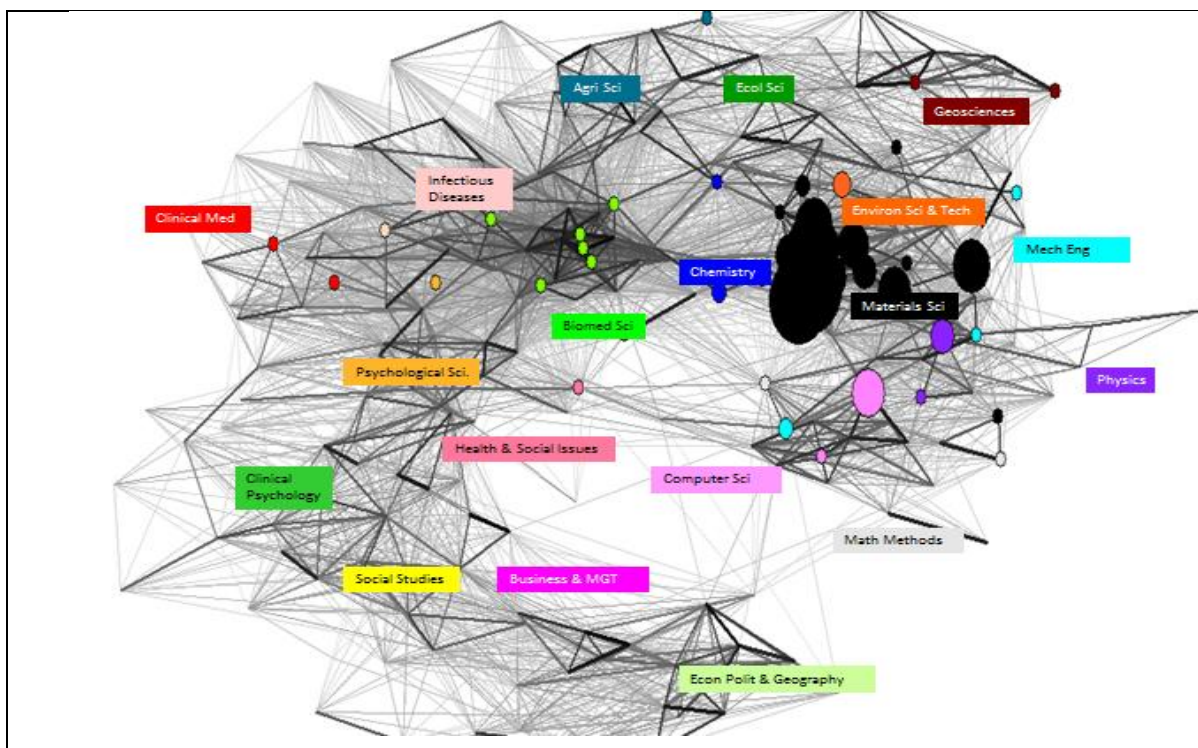 Agri Sci
Ecol Sci
Geosciences
Infectious
Diseases
Clinical Med
Environ Sci & Tech
Mech Eng
Chemistry
Materials Sci
Biomed Sci
Psychological Sci.
Physics
Health & Social Issues
Clinical
Psychology
Computer Sci
Math Methods
Social Studies
Business & MGT
Econ Polit & Geography